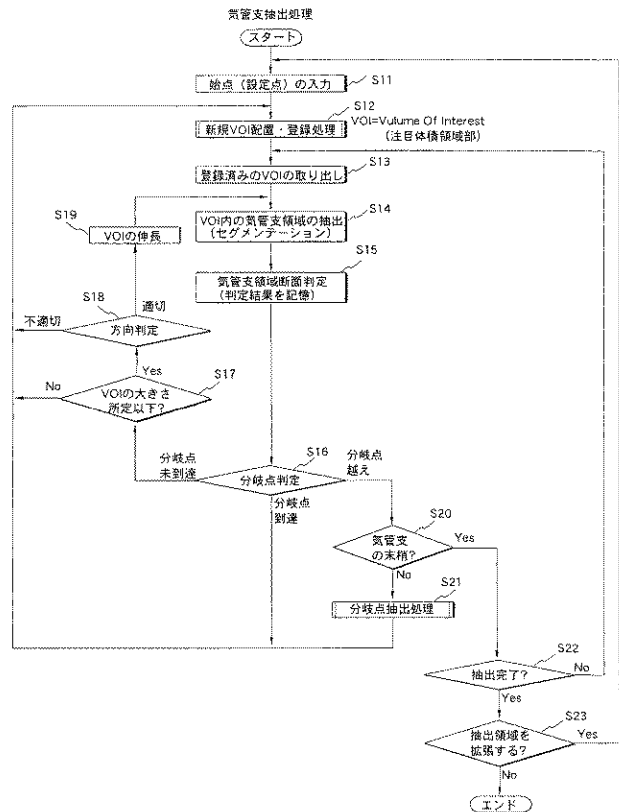 気管支抽出処理
スタート
S11
始点（設定点）の入力
S12
新規VOI配置・登録処理
VOI=Vulume Of Interest
（注目体積領域部）
S13
登録済みのVOIの取り出し
S14
VOI内の気管支領域の抽出
（セグメンテーション）
S19
VOIの伸長
S15
気管支領域断面判定
（判定結果を記憶）
S18
適切
不適切
方向判定
Yes
S17
No
VOIの大きさ
所定以下?
S16
分岐点
未到達
分岐点判定
分岐点
越え
分岐点
到達
S20
気管支
の末梢?
Yes
No
S21
分岐点抽出処理
S22
抽出完了?
No
Yes
S23
抽出領域を
拡張する?
Yes
No
エンド